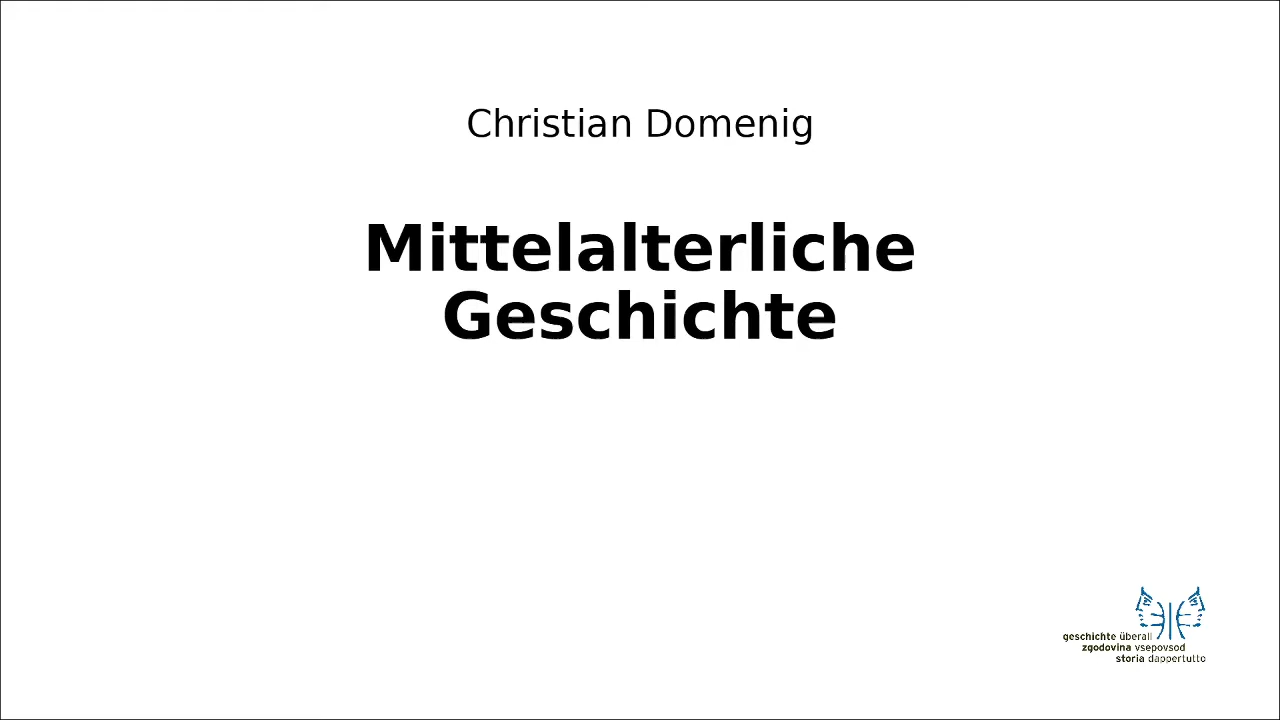 Christian Domenig
Mittelalterliche
Geschichte
geschichte überall
zgodovina vsepovsod
storia dappertutto